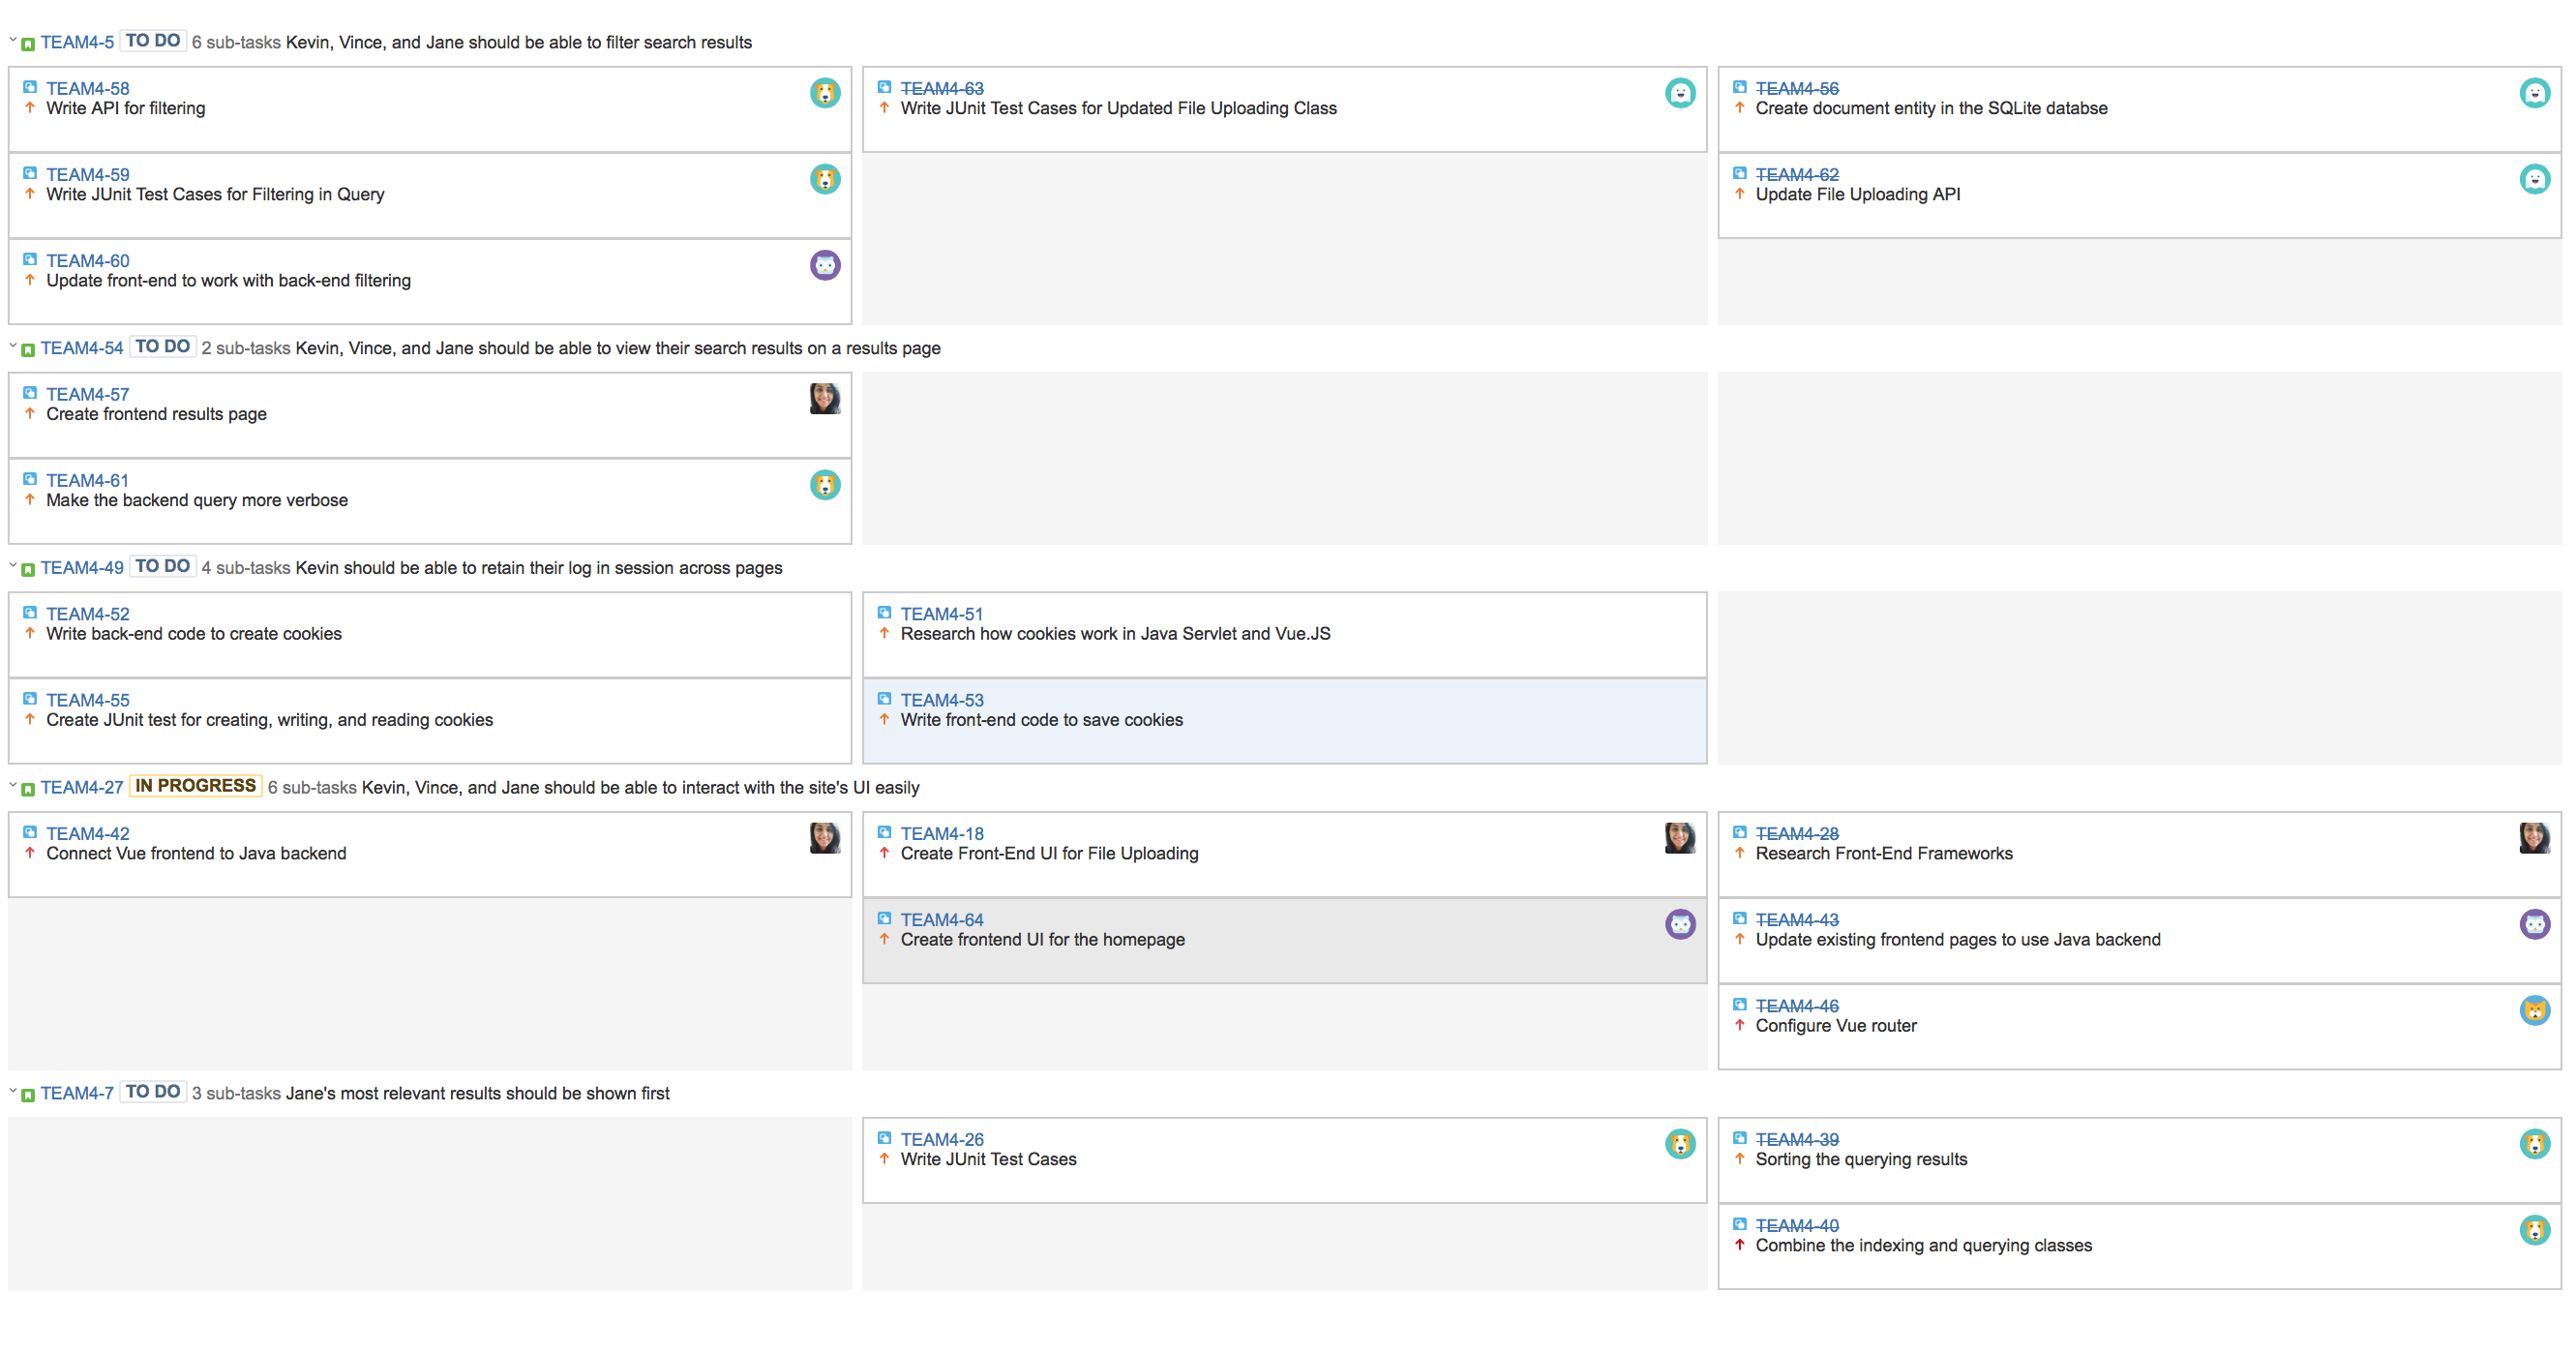 TEAM4-5 TO DO 6 sub-tasks Kevin, Vince, and Jane should be able to filter search results
TEAM4-58
Write API for filtering
TEAM4-59
Write JUnit Test Cases for Filtering in Query
TEAM4-60
Update front-end to work with back-end filtering
TEAM4-63
Write JUnit Test Cases for Updated File Uploading Class
TEAM4-56
Create document entity in the SQLite databse
TEAM4-62
Update File Uploading API
TEAM4-54 TO DO 2 sub-tasks Kevin, Vince, and Jane should be able to view their search results on a results page
TEAM4-57
Create frontend results page
TEAM4-61
Make the backend query more verbose
TEAM4-49 TO DO 4 sub-tasks Kevin should be able to retain their log in session across pages
TEAM4-52
Write back-end code to create cookies
TEAM4-55
Create JUnit test for creating, writing, and reading cookies
TEAM4-51
Research how cookies work in Java Servlet and Vue.JS
TEAM4-53
Write front-end code to save cookies
TEAM4-27 IN PROGRESS 6 sub-tasks Kevin, Vince, and Jane should be able to interact with the site's UI easily
TEAM4-42
Connect Vue frontend to Java backend
TEAM4-18
Create Front-End UI for File Uploading
TEAM4-64
Create frontend UI for the homepage
TEAM4-28
Research Front-End Frameworks
TEAM4-43
Update existing frontend pages to use Java backend
TEAM4-46
Configure Vue router
TEAM4-7 TO DO 3 sub-tasks Jane's most relevant results should be shown first
TEAM4-26
Write JUnit Test Cases
TEAM4-39
Sorting the querying results
TEAM4-40
Combine the indexing and querying classes